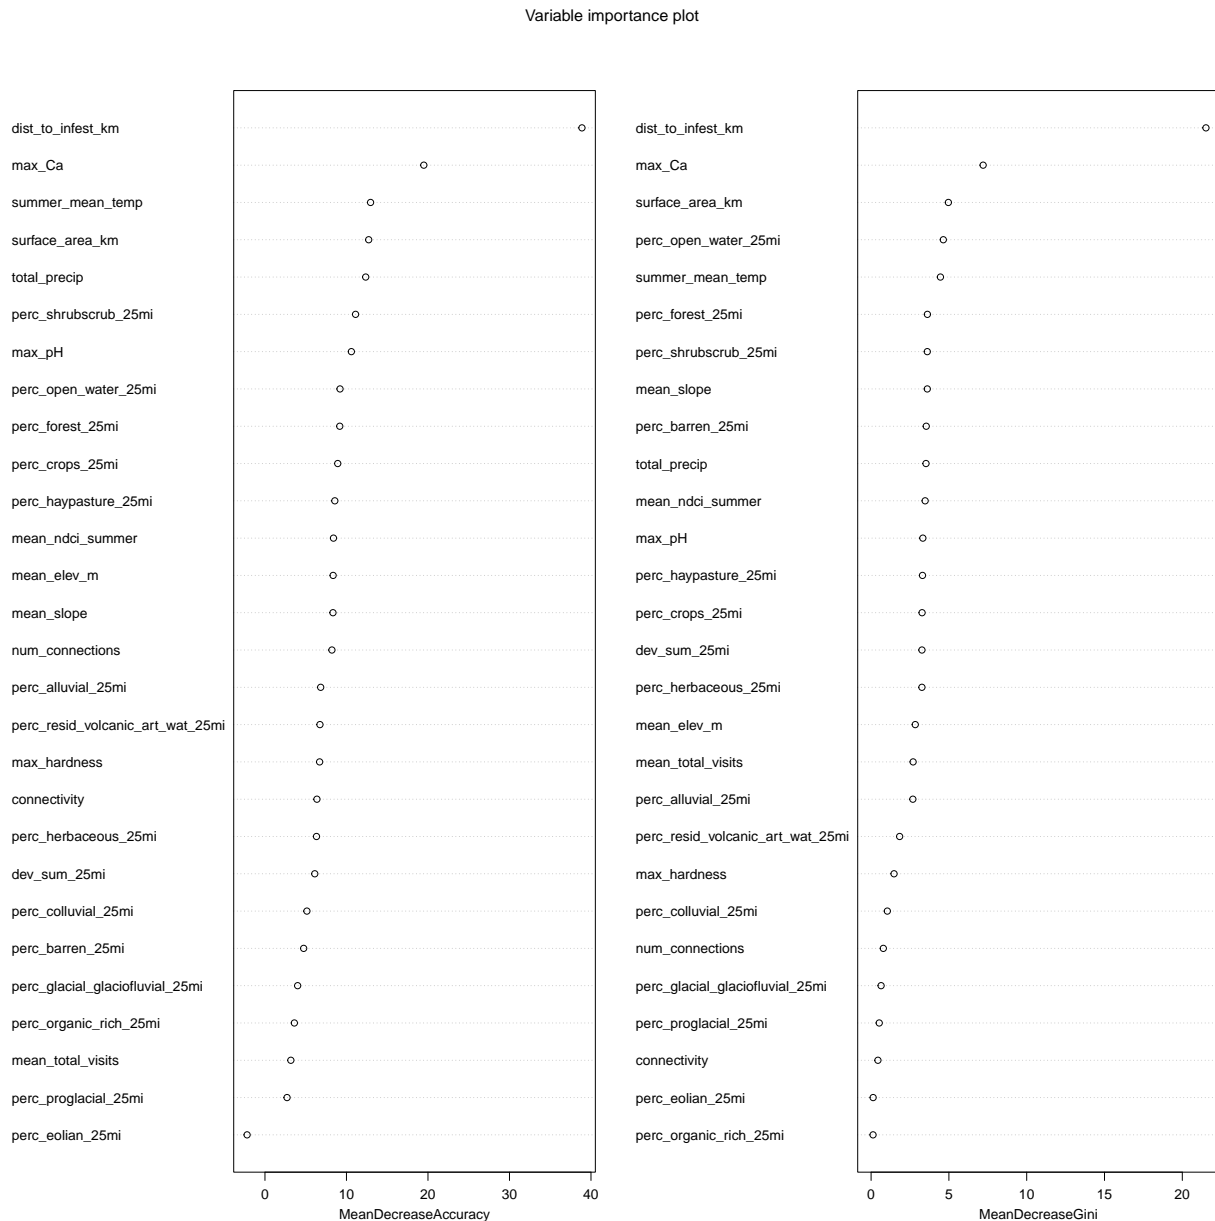 Variable importance plot
dist_to_infest_km
max_Ca
summer_mean_temp
surface_area_km
total_precip
perc_shrubscrub_25mi
max_pH
perc_open_water_25mi
perc_forest_25mi
perc_crops_25mi
perc_haypasture_25mi
mean_ndci_summer
mean_elev_m
mean_slope
num_connections
perc_alluvial_25mi
perc_resid_volcanic_art_wat_25mi
max_hardness
connectivity
perc_herbaceous_25mi
dev_sum_25mi
perc_colluvial_25mi
perc_barren_25mi
perc_glacial_glaciofluvial_25mi
perc_organic_rich_25mi
mean_total_visits
perc_proglacial_25mi
perc_eolian_25mi
0 10 20 30 40
MeanDecreaseAccuracy
dist_to_infest_km
max_Ca
surface_area_km
perc_open_water_25mi
summer_mean_temp
perc_forest_25mi
perc_shrubscrub_25mi
mean_slope
perc_barren_25mi
total_precip
mean_ndci_summer
max_pH
perc_haypasture_25mi
perc_crops_25mi
dev_sum_25mi
perc_herbaceous_25mi
mean_elev_m
mean_total_visits
perc_alluvial_25mi
perc_resid_volcanic_art_wat_25mi
max_hardness
perc_colluvial_25mi
num_connections
perc_glacial_glaciofluvial_25mi
perc_proglacial_25mi
connectivity
perc_eolian_25mi
perc_organic_rich_25mi
0 5 10 15 20
MeanDecreaseGini